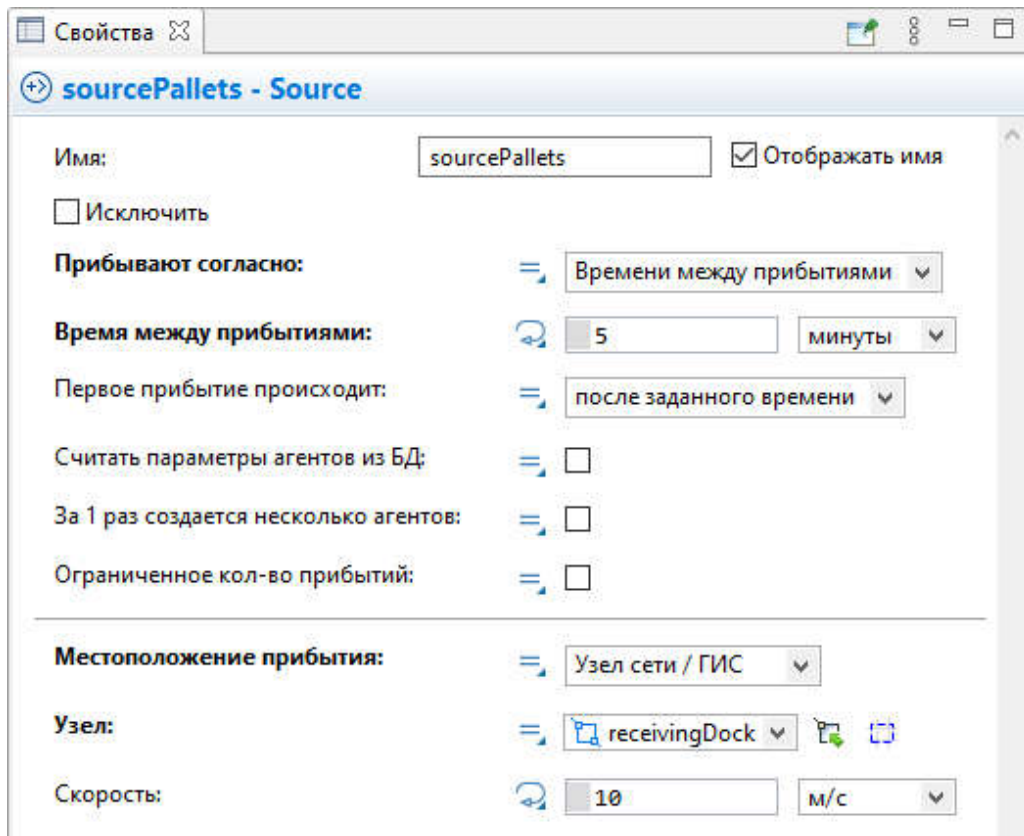 Свойства
sourcePallets - Source
Имя: sourcePallets Отображать имя
Исключить
Прибывают согласно: Времени между прибытиями
Время между прибытиями: 5 минуты
Первое прибытие происходит: после заданного времени
Считать параметры агентов из БД:
За 1 раз создается несколько агентов:
Ограниченное кол-во прибытий:
Местоположение прибытия: Узел сети / ГИС
Узел: receivingDock
Скорость: 10 м/с